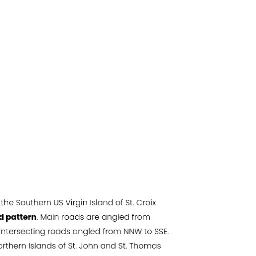 the Southern US Virgin Island of St. Croix
d pattern. Main roads are angled from
intersecting roads angled from NNW to SSE.
orthern Islands of St. John and St. Thomas